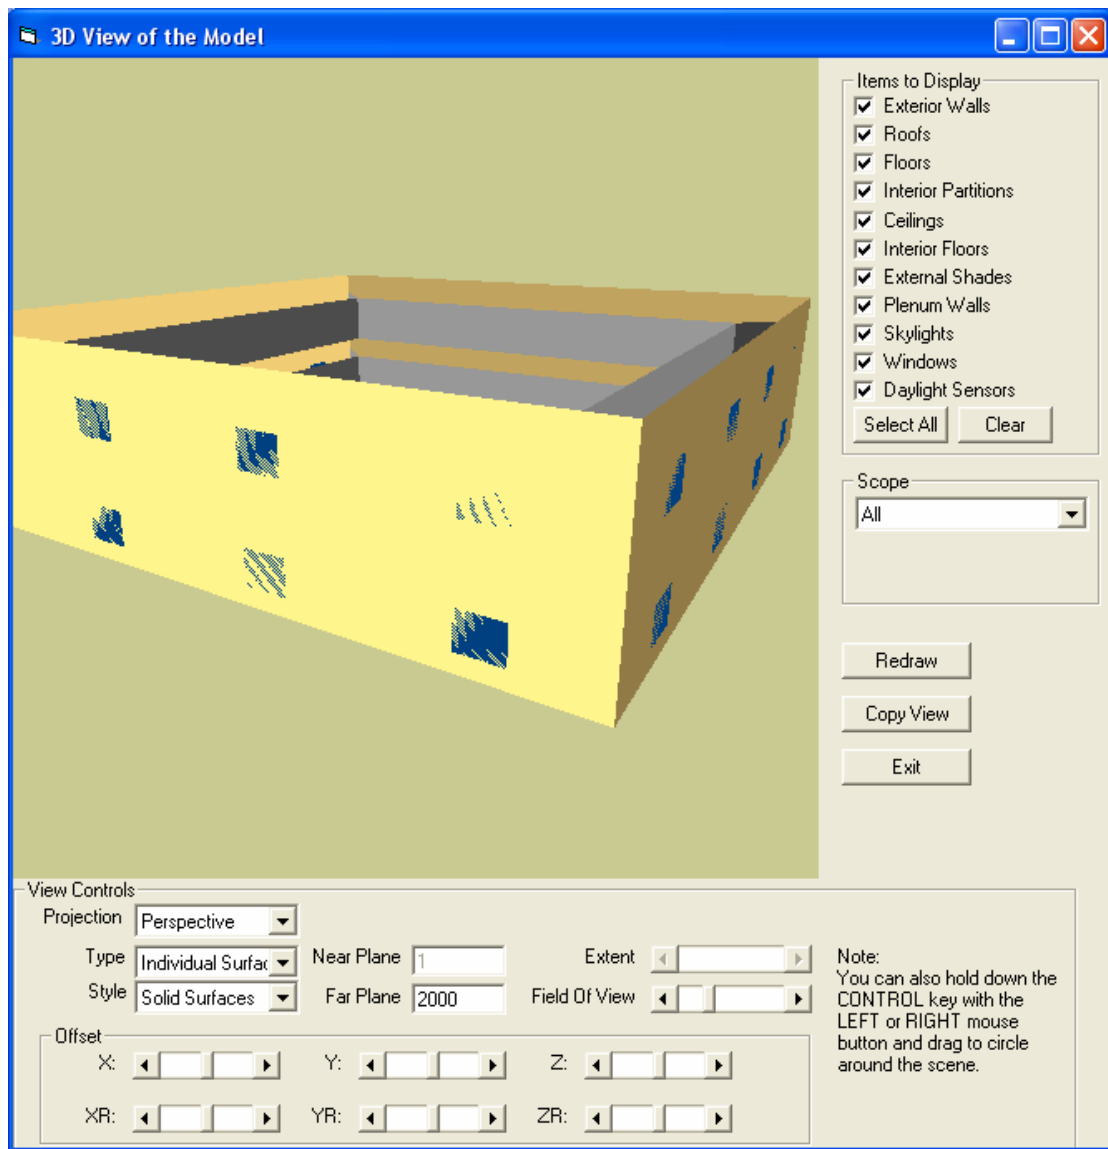 3D View of the Model
Items to Display
Exterior Walls
Roofs
Floors
Interior Partitions
Ceilings
Interior Floors
External Shades
Plenum Walls
Skylights
Windows
Daylight Sensors
Select All
Clear
Scope
All
Redraw
Copy View
Exit
View Controls
Projection
Perspective
Type
Individual Surfac
Near Plane
1
Extent
Style
Solid Surfaces
Far Plane
2000
Field Of View
Note:
You can also hold down the
CONTROL key with the
LEFT or RIGHT mouse
button and drag to circle
around the scene.
Offset
X:
Y:
Z:
XR:
YR:
ZR: